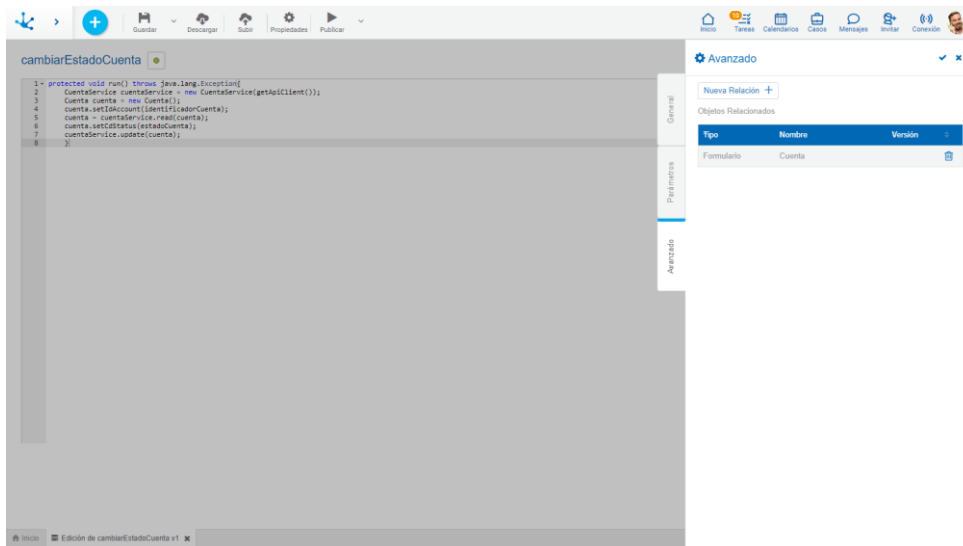 Guardar Descargar Subir Propiedades Publicar
Inicio 10 Tareas Calendarios Casos Mensajes Invitar Conexión
cambiarEstadoCuenta
1 protected void run() throws java.lang.Exception{
2 CuentaService cuentaService = new CuentaService(getApiClient());
3 Cuenta cuenta = new Cuenta();
4 cuenta.setIdAccount(identificadorCuenta);
5 cuenta = cuentaService.read(cuenta);
6 cuenta.setCdStatus(estadoCuenta);
7 cuentaService.update(cuenta);
8 }
General
Parámetros
Avanzado
Avanzado
Nueva Relación +
Objetos Relacionados
Tipo Nombre Versión
Formulario Cuenta
Inicio Edición de cambiarEstadoCuenta v1